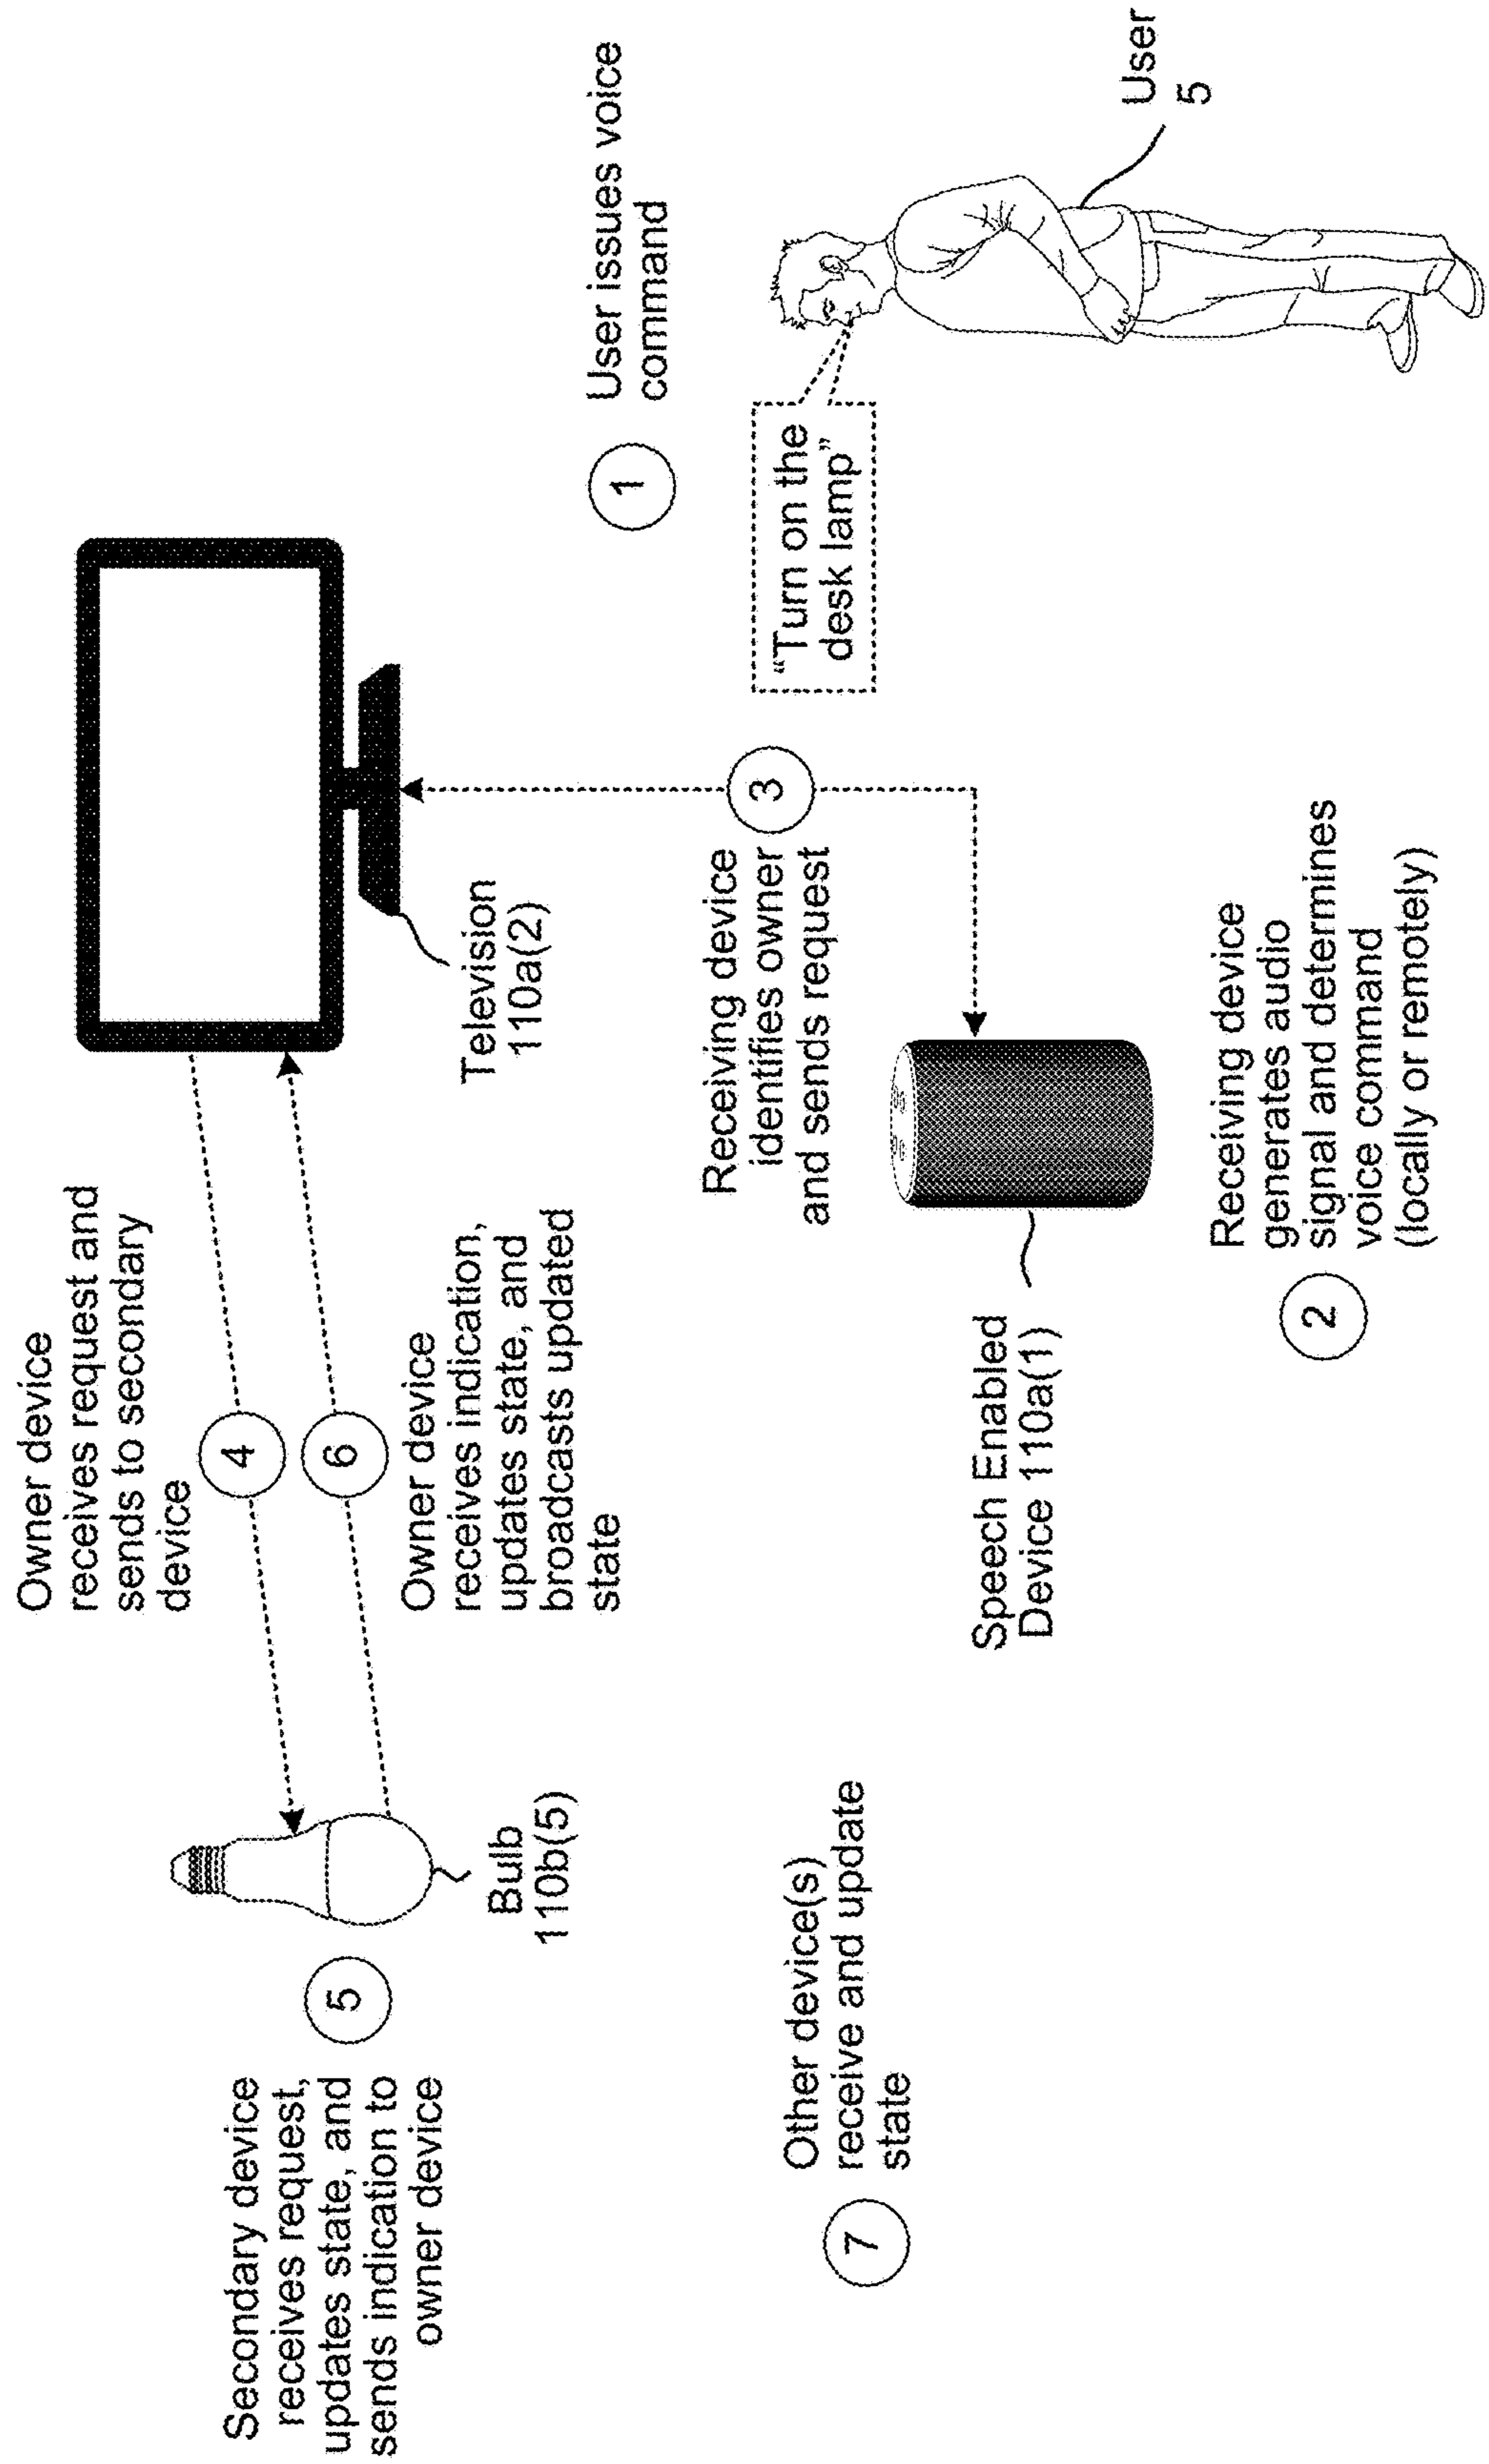 Owner device
receives request and
sends to secondary
device
4
6
Owner device
receives indication,
updates state, and
broadcasts updated
state
Secondary device
receives request,
updates state, and
sends indication to
owner device
5
Bulb
110b(5)
Television
110a(2)
1
User issues voice
command
“Turn on the
desk lamp”
User
5
3
Receiving device
identifies owner
and sends request
Speech Enabled
Device 110a(1)
2
Receiving device
generates audio
signal and determines
voice command
(locally or remotely)
7
Other device(s)
receive and update
state